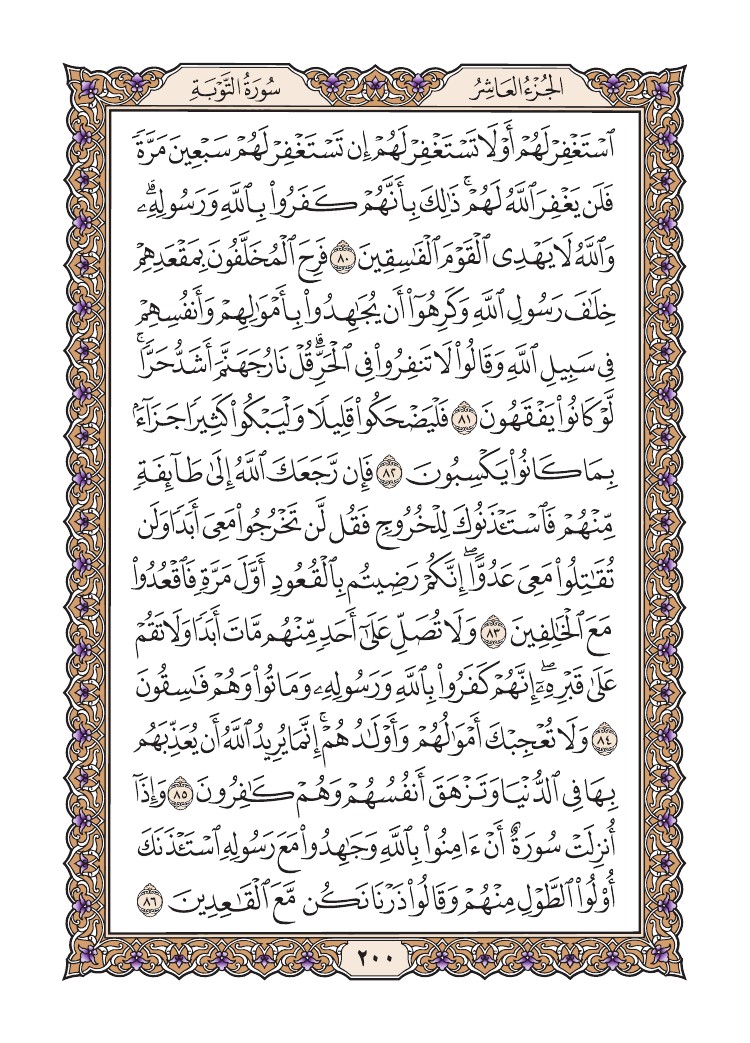 الجُزْءُ العَاشِرُ
سُورَةُ التَّوْبَةِ
ٱسْتَغْفِرْ لَهُمْ أَوْ لَا تَسْتَغْفِرْ لَهُمْ إِن تَسْتَغْفِرْ لَهُمْ سَبْعِينَ مَرَّةً
فَلَن يَغْفِرَ ٱللَّهُ لَهُمْ ۚ ذَٰلِكَ بِأَنَّهُمْ كَفَرُوا۟ بِٱللَّهِ وَرَسُولِهِۦ ۗ
وَٱللَّهُ لَا يَهْدِى ٱلْقَوْمَ ٱلْفَـٰسِقِينَ ٨٠ فَرِحَ ٱلْمُخَلَّفُونَ بِمَقْعَدِهِمْ
خِلَـٰفَ رَسُولِ ٱللَّهِ وَكَرِهُوٓا۟ أَن يُجَـٰهِدُوا۟ بِأَمْوَٰلِهِمْ وَأَنفُسِهِمْ
فِى سَبِيلِ ٱللَّهِ وَقَالُوا۟ لَا تَنفِرُوا۟ فِى ٱلْحَرِّ ۗ قُلْ نَارُ جَهَنَّمَ أَشَدُّ حَرًّا ۚ
لَّوْ كَانُوا۟ يَفْقَهُونَ ٨١ فَلْيَضْحَكُوا۟ قَلِيلًا وَلْيَبْكُوا۟ كَثِيرًا جَزَآءًۢ
بِمَا كَانُوا۟ يَكْسِبُونَ ٨٢ فَإِن رَّجَعَكَ ٱللَّهُ إِلَىٰ طَآئِفَةٍ
مِّنْهُمْ فَٱسْتَـْٔذَنُوكَ لِلْخُرُوجِ فَقُل لَّن تَخْرُجُوا۟ مَعِىَ أَبَدًا وَلَن
تُقَـٰتِلُوا۟ مَعِىَ عَدُوًّا ۖ إِنَّكُمْ رَضِيتُم بِٱلْقُعُودِ أَوَّلَ مَرَّةٍ فَٱقْعُدُوا۟
مَعَ ٱلْخَـٰلِفِينَ ٨٣ وَلَا تُصَلِّ عَلَىٰٓ أَحَدٍ مِّنْهُم مَّاتَ أَبَدًا وَلَا تَقُمْ
عَلَىٰ قَبْرِهِۦٓ ۖ إِنَّهُمْ كَفَرُوا۟ بِٱللَّهِ وَرَسُولِهِۦ وَمَاتُوا۟ وَهُمْ فَـٰسِقُونَ
٨٤ وَلَا تُعْجِبْكَ أَمْوَٰلُهُمْ وَأَوْلَـٰدُهُمْ ۚ إِنَّمَا يُرِيدُ ٱللَّهُ أَن يُعَذِّبَهُم
بِهَا فِى ٱلدُّنْيَا وَتَزْهَقَ أَنفُسُهُمْ وَهُمْ كَـٰفِرُونَ ٨٥ وَإِذَآ
أُنزِلَتْ سُورَةٌ أَنْ ءَامِنُوا۟ بِٱللَّهِ وَجَـٰهِدُوا۟ مَعَ رَسُولِهِ ٱسْتَـْٔذَنَكَ
أُو۟لُوا۟ ٱلطَّوْلِ مِنْهُمْ وَقَالُوا۟ ذَرْنَا نَكُن مَّعَ ٱلْقَـٰعِدِينَ ٨٦
٢٠٠